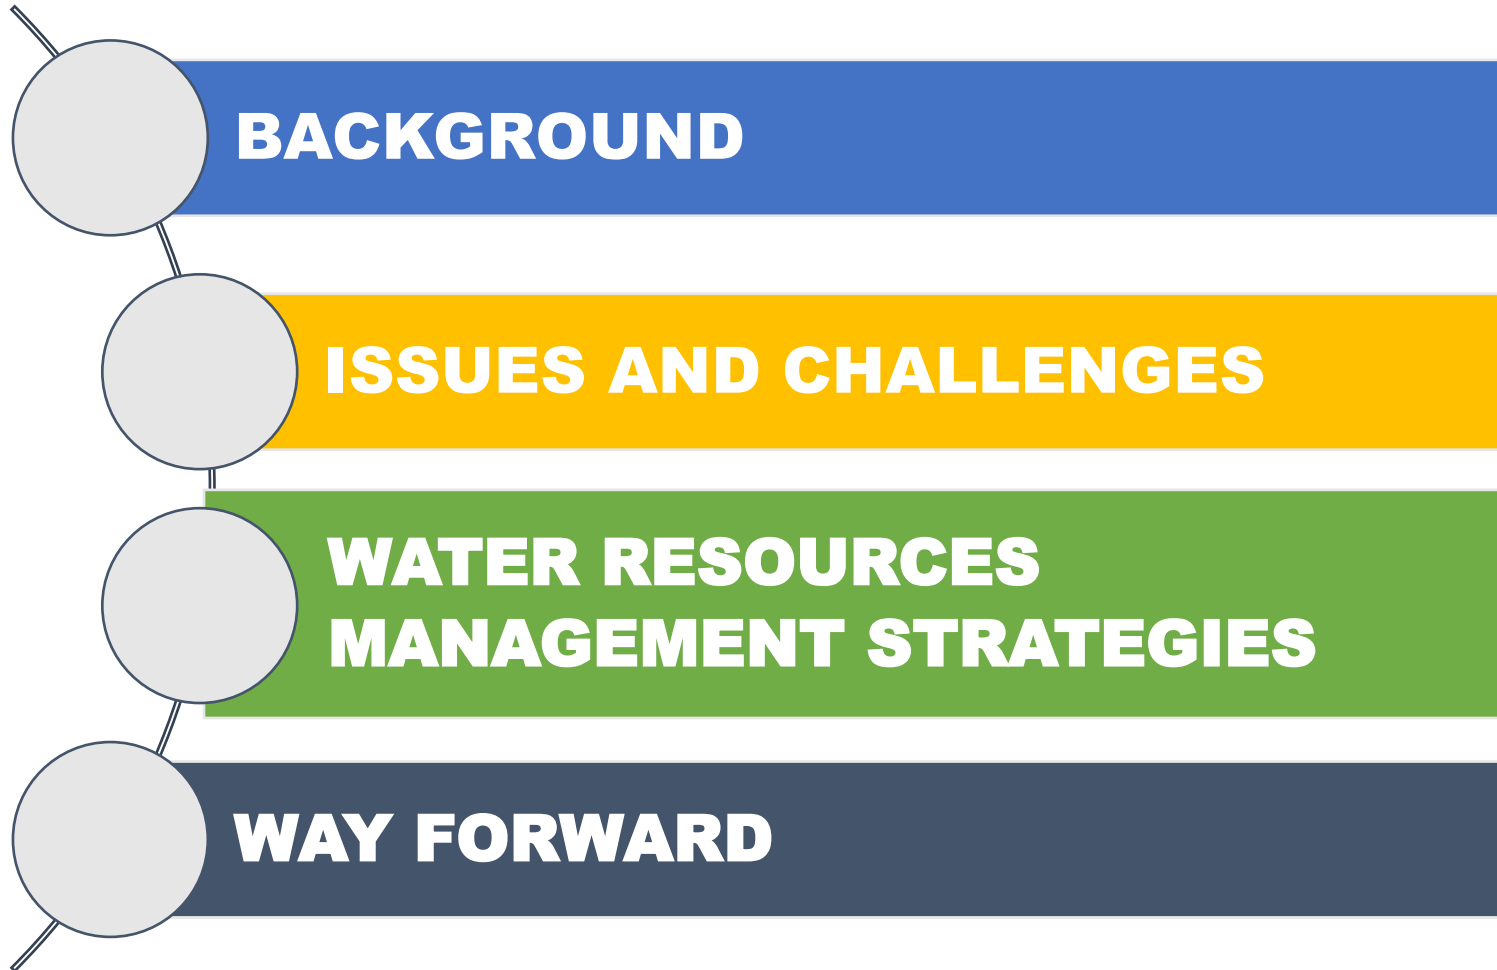 BACKGROUND
ISSUES AND CHALLENGES
WATER RESOURCES
MANAGEMENT STRATEGIES
WAY FORWARD